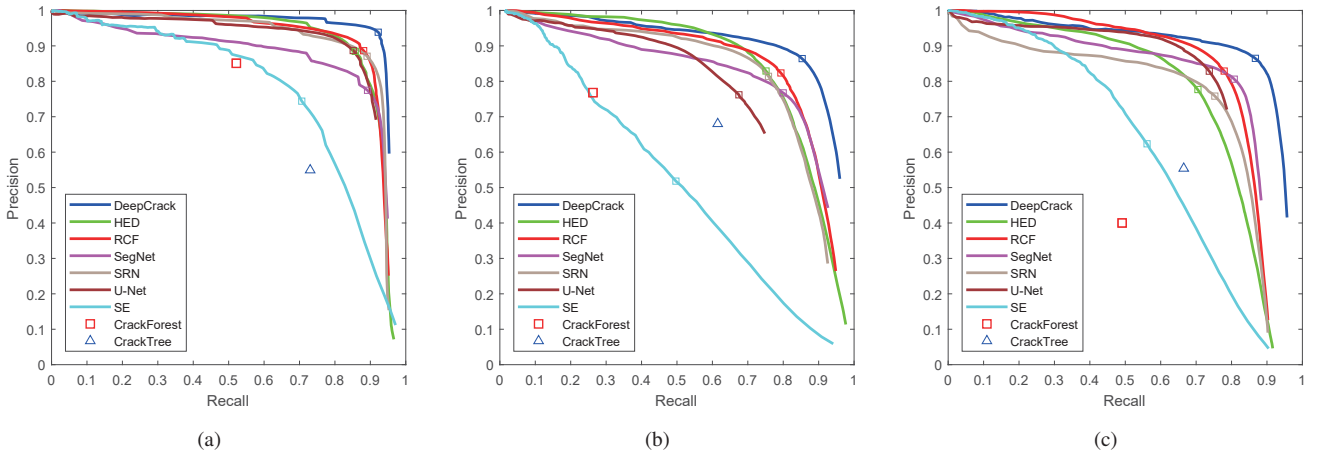 Precision
1
0.9
0.8
0.7
0.6
0.5
0.4
0.3
0.2
0.1
0
DeepCrack
HED
RCF
SegNet
SRN
U-Net
SE
CrackForest
CrackTree
0 0.1 0.2 0.3 0.4 0.5 0.6 0.7 0.8 0.9 1
Recall
(a)
Precision
1
0.9
0.8
0.7
0.6
0.5
0.4
0.3
0.2
0.1
0
DeepCrack
HED
RCF
SegNet
SRN
U-Net
SE
CrackForest
CrackTree
0 0.1 0.2 0.3 0.4 0.5 0.6 0.7 0.8 0.9 1
Recall
(b)
Precision
1
0.9
0.8
0.7
0.6
0.5
0.4
0.3
0.2
0.1
0
DeepCrack
HED
RCF
SegNet
SRN
U-Net
SE
CrackForest
CrackTree
0 0.1 0.2 0.3 0.4 0.5 0.6 0.7 0.8 0.9 1
Recall
(c)